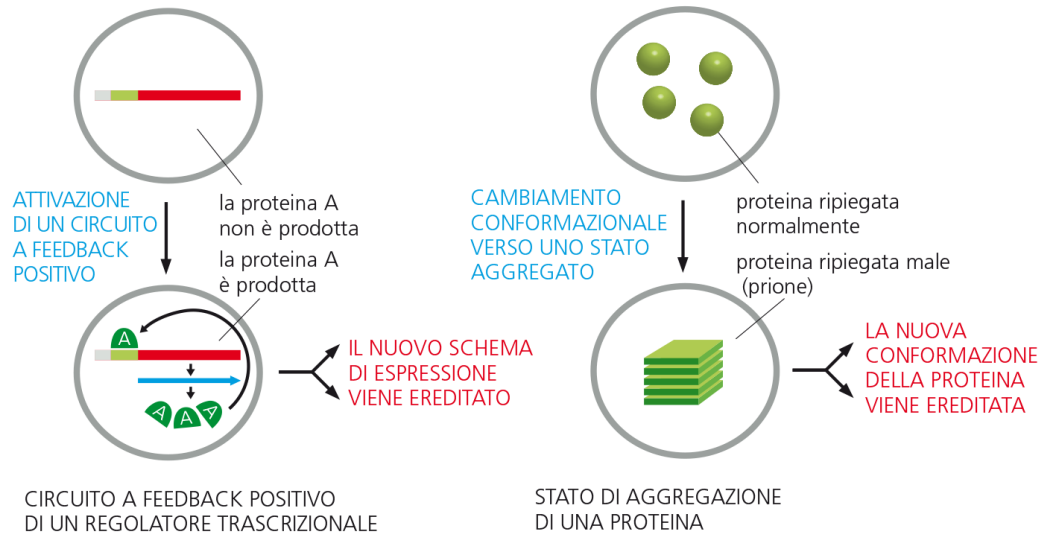 ATTIVAZIONE
DI UN CIRCUITO
A FEEDBACK
POSITIVO
la proteina A
non è prodotta
la proteina A
è prodotta
A
A A A
IL NUOVO SCHEMA
DI ESPRESSIONE
VIENE EREDITATO
CIRCUITO A FEEDBACK POSITIVO
DI UN REGOLATORE TRASCRIZIONALE
CAMBIAMENTO
CONFORMAZIONALE
VERSO UNO STATO
AGGREGATO
proteina ripiegata
normalmente
proteina ripiegata male
(prione)
LA NUOVA
CONFORMAZIONE
DELLA PROTEINA
VIENE EREDITATA
STATO DI AGGREGAZIONE
DI UNA PROTEINA